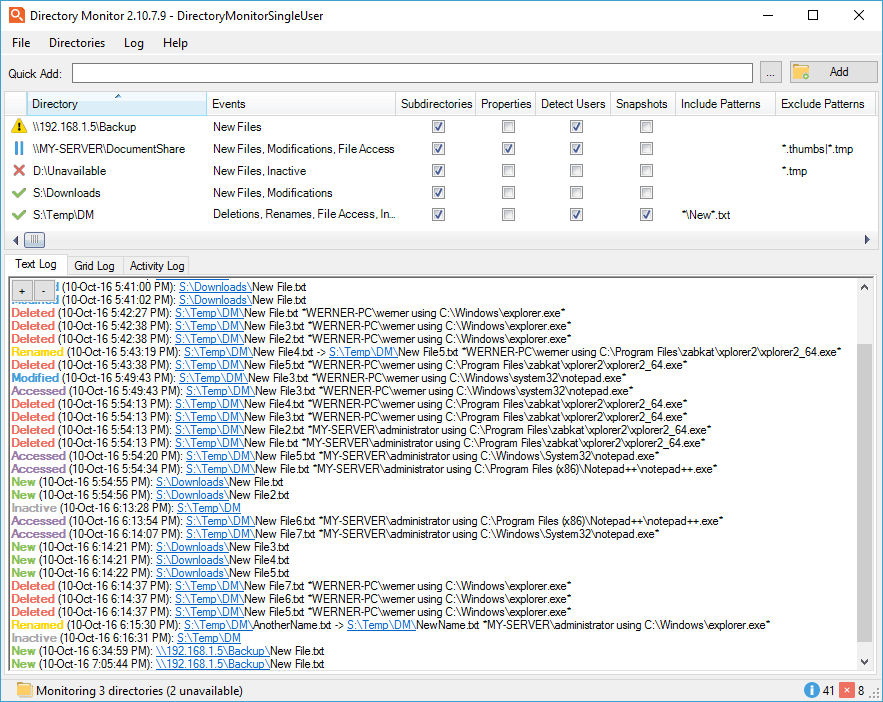 Directory Monitor 2.10.7.9 - DirectoryMonitorSingleUser
File Directories Log Help
Quick Add: ... Add
Directory Events Subdirectories Properties Detect Users Snapshots Include Patterns Exclude Patterns
\\192.168.1.5\Backup New Files
\\MY-SERVER\DocumentShare New Files, Modifications, File Access *.thumbs|*.tmp
D:\Unavailable New Files, Inactive *.tmp
S:\Downloads New Files, Modifications
S:\Temp\DM Deletions, Renames, File Access, In... *\New*.txt
Text Log Grid Log Activity Log
+ - (10-Oct-16 5:41:00 PM): S:\Downloads\New File.txt
Modified (10-Oct-16 5:41:02 PM): S:\Downloads\New File.txt
Deleted (10-Oct-16 5:42:27 PM): S:\Temp\DM\New File.txt *WERNER-PC\werner using C:\Windows\explorer.exe*
Deleted (10-Oct-16 5:42:38 PM): S:\Temp\DM\New File3.txt *WERNER-PC\werner using C:\Windows\explorer.exe*
Deleted (10-Oct-16 5:42:38 PM): S:\Temp\DM\New File2.txt *WERNER-PC\werner using C:\Windows\explorer.exe*
Renamed (10-Oct-16 5:43:19 PM): S:\Temp\DM\New File4.txt -> S:\Temp\DM\New File5.txt *WERNER-PC\werner using C:\Program Files\zabkat\xplorer2\xplorer2_64.exe*
Deleted (10-Oct-16 5:43:38 PM): S:\Temp\DM\New File5.txt *WERNER-PC\werner using C:\Program Files\zabkat\xplorer2\xplorer2_64.exe*
Modified (10-Oct-16 5:49:43 PM): S:\Temp\DM\New File3.txt *WERNER-PC\werner using C:\Windows\system32\notepad.exe*
Accessed (10-Oct-16 5:49:43 PM): S:\Temp\DM\New File3.txt *WERNER-PC\werner using C:\Windows\system32\notepad.exe*
Deleted (10-Oct-16 5:54:13 PM): S:\Temp\DM\New File4.txt *WERNER-PC\werner using C:\Program Files\zabkat\xplorer2\xplorer2_64.exe*
Deleted (10-Oct-16 5:54:13 PM): S:\Temp\DM\New File3.txt *WERNER-PC\werner using C:\Program Files\zabkat\xplorer2\xplorer2_64.exe*
Deleted (10-Oct-16 5:54:13 PM): S:\Temp\DM\New File2.txt *MY-SERVER\administrator using C:\Program Files\zabkat\xplorer2\xplorer2_64.exe*
Deleted (10-Oct-16 5:54:13 PM): S:\Temp\DM\New File.txt *MY-SERVER\administrator using C:\Program Files\zabkat\xplorer2\xplorer2_64.exe*
Accessed (10-Oct-16 5:54:20 PM): S:\Temp\DM\New File5.txt *MY-SERVER\administrator using C:\Windows\System32\notepad.exe*
Accessed (10-Oct-16 5:54:34 PM): S:\Temp\DM\New File.txt *MY-SERVER\administrator using C:\Program Files (x86)\Notepad++\notepad++.exe*
New (10-Oct-16 5:54:55 PM): S:\Downloads\New File.txt
New (10-Oct-16 5:54:56 PM): S:\Downloads\New File2.txt
Inactive (10-Oct-16 6:13:28 PM): S:\Temp\DM
Accessed (10-Oct-16 6:13:54 PM): S:\Temp\DM\New File6.txt *MY-SERVER\administrator using C:\Program Files (x86)\Notepad++\notepad++.exe*
Accessed (10-Oct-16 6:14:07 PM): S:\Temp\DM\New File7.txt *MY-SERVER\administrator using C:\Windows\System32\notepad.exe*
New (10-Oct-16 6:14:21 PM): S:\Downloads\New File3.txt
New (10-Oct-16 6:14:21 PM): S:\Downloads\New File4.txt
New (10-Oct-16 6:14:22 PM): S:\Downloads\New File5.txt
Deleted (10-Oct-16 6:14:37 PM): S:\Temp\DM\New File7.txt *WERNER-PC\werner using C:\Windows\explorer.exe*
Deleted (10-Oct-16 6:14:37 PM): S:\Temp\DM\New File6.txt *WERNER-PC\werner using C:\Windows\explorer.exe*
Deleted (10-Oct-16 6:14:37 PM): S:\Temp\DM\New File5.txt *WERNER-PC\werner using C:\Windows\explorer.exe*
Renamed (10-Oct-16 6:15:30 PM): S:\Temp\DM\AnotherName.txt -> S:\Temp\DM\NewName.txt *MY-SERVER\administrator using C:\Windows\explorer.exe*
Inactive (10-Oct-16 6:16:31 PM): S:\Temp\DM
New (10-Oct-16 6:34:59 PM): \\192.168.1.5\Backup\New File.txt
New (10-Oct-16 7:05:44 PM): \\192.168.1.5\Backup\New File.txt
Monitoring 3 directories (2 unavailable) 41 8